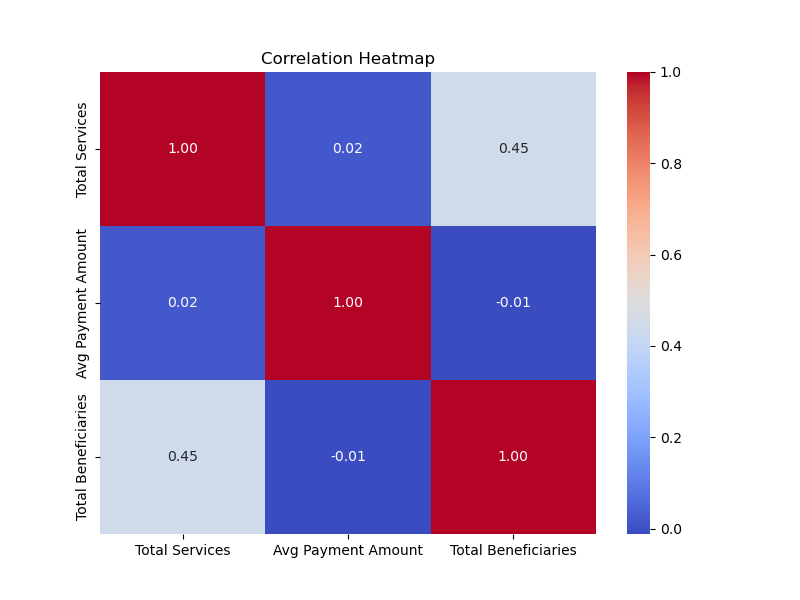 Correlation Heatmap
Total Services
1.00
0.02
0.45
Avg Payment Amount
0.02
1.00
-0.01
Total Beneficiaries
0.45
-0.01
1.00
Total Services
Avg Payment Amount
Total Beneficiaries
1.0
0.8
0.6
0.4
0.2
0.0